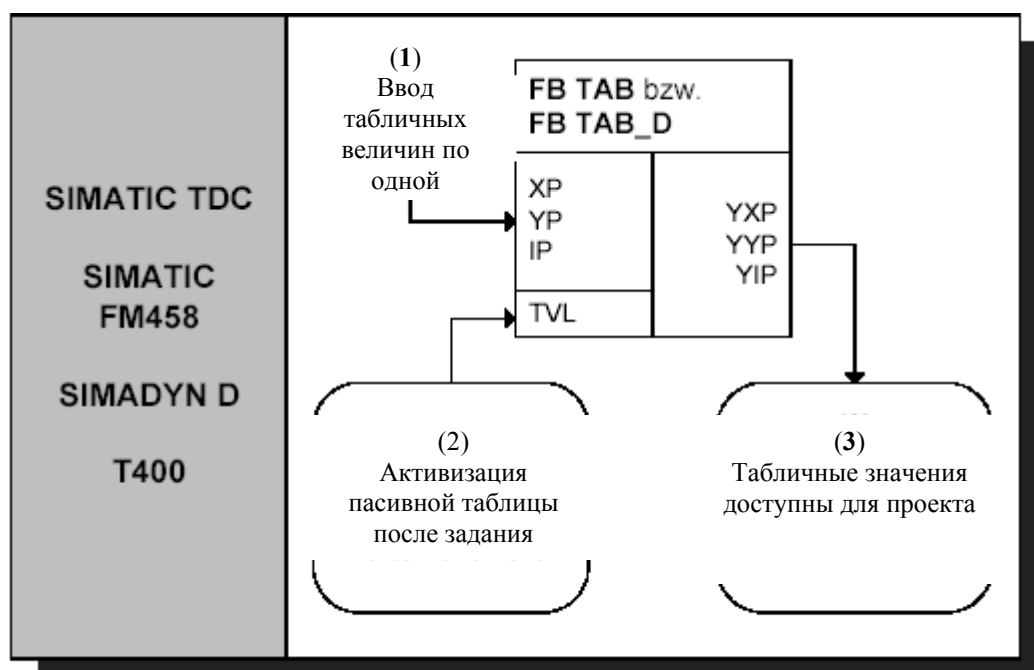 SIMATIC TDC
SIMATIC
FM458
SIMADYN D
T400
(1)
Ввод
табличных
величин по
одной
FB TAB bzw.
FB TAB_D
XP
YP
IP
TVL
YXP
YYP
YIP
(2)
Активизация
пасивной таблицы
после задания
(3)
Табличные значения
доступны для проекта